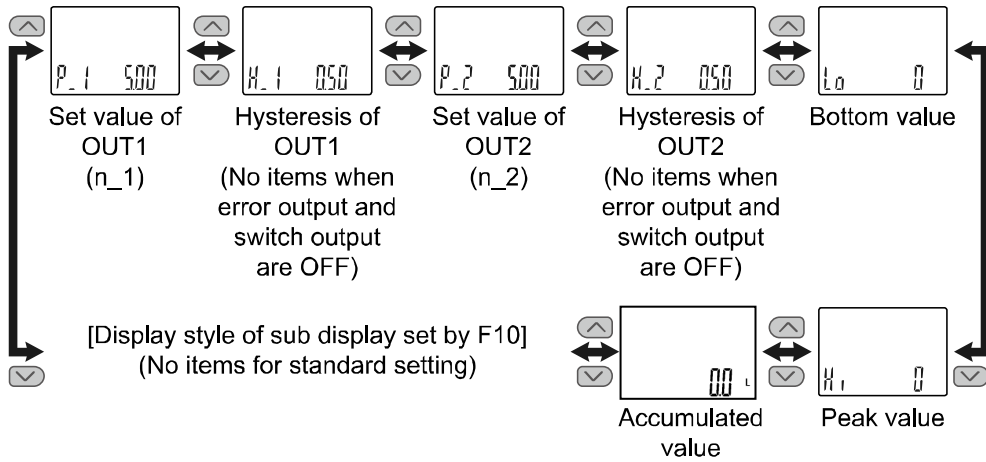 P_1 5.00
H_1 0.50
P_2 5.00
H_2 0.50
Lo 0
Set value of
OUT1
(n_1)
Hysteresis of
OUT1
(No items when
error output and
switch output
are OFF)
Set value of
OUT2
(n_2)
Hysteresis of
OUT2
(No items when
error output and
switch output
are OFF)
Bottom value
[Display style of sub display set by F10]
(No items for standard setting)
0.0 L
Accumulated
value
Hi 0
Peak value